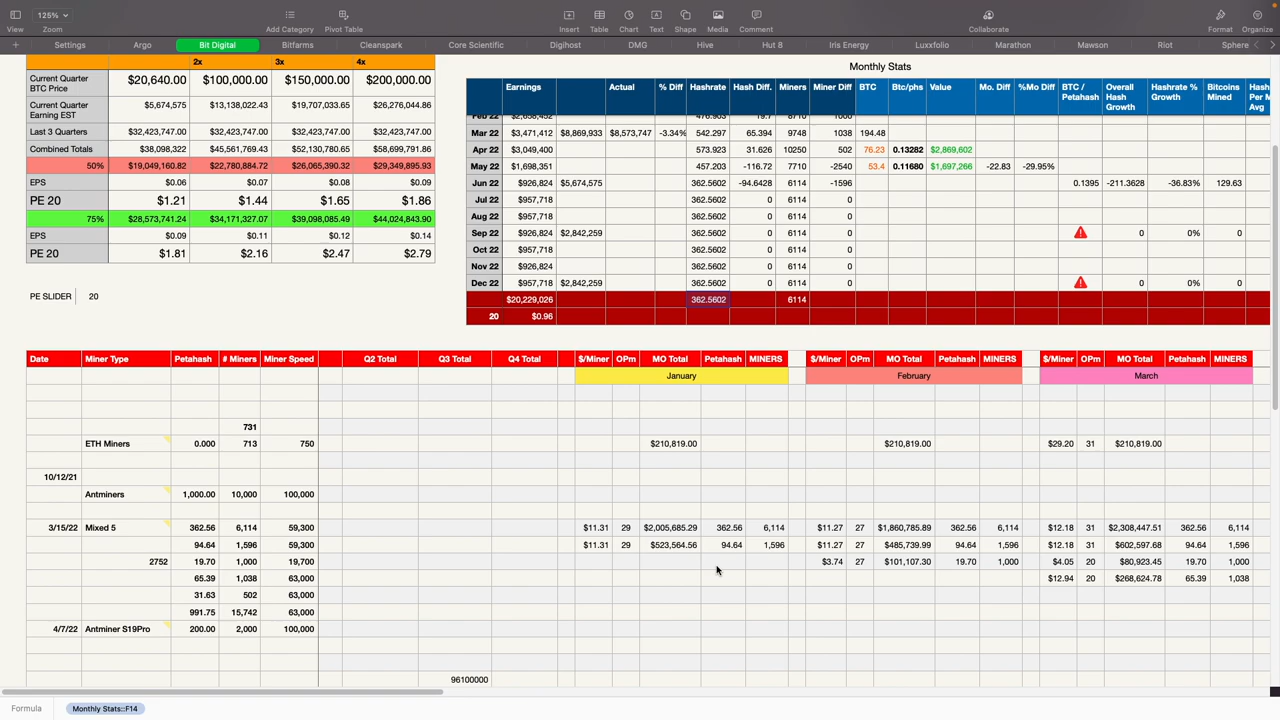 125%
View Zoom Add Category Pivot Table Insert Table Chart Text Shape Media Comment Collaborate Format Organize
Settings Argo Bit Digital Bitfarms Cleanspark Core Scientific Digihost DMG Hive Hut 8 Iris Energy Luxxfolio Marathon Mawson Riot Sphere
2x 3x 4x
Current Quarter BTC Price $20,640.00 $100,000.00 $150,000.00 $200,000.00
Current Quarter Earning EST $5,674,575 $13,138,022.43 $19,707,033.65 $26,276,044.86
Last 3 Quarters $32,423,747.00 $32,423,747.00 $32,423,747.00 $32,423,747.00
Combined Totals $38,098,322 $45,561,769.43 $52,130,780.65 $58,699,791.86
50% $19,049,160.82 $22,780,884.72 $26,065,390.32 $29,349,895.93
EPS $0.06 $0.07 $0.08 $0.09
PE 20 $1.21 $1.44 $1.65 $1.86
75% $28,573,741.24 $34,171,327.07 $39,098,085.49 $44,024,843.90
EPS $0.09 $0.11 $0.12 $0.14
PE 20 $1.81 $2.16 $2.47 $2.79
PE SLIDER 20
Monthly Stats
Earnings Actual % Diff Hashrate Hash Diff. Miners Miner Diff BTC Btc/phs Value Mo. Diff %Mo Diff BTC / Petahash Overall Hash Growth Hashrate % Growth Bitcoins Mined Hash Per M Avg
Feb 22 $2,658,452 476.903 19.7 8710 1000
Mar 22 $3,471,412 $8,869,933 $8,573,747 -3.34% 542.297 65.394 9748 1038 194.48
Apr 22 $3,049,400 573.923 31.626 10250 502 76.23 0.13282 $2,869,602
May 22 $1,698,351 457.203 -116.72 7710 -2540 53.4 0.11680 $1,697,266 -22.83 -29.95%
Jun 22 $926,824 $5,674,575 362.5602 -94.6428 6114 -1596 0.1395 -211.3628 -36.83% 129.63
Jul 22 $957,718 362.5602 0 6114 0
Aug 22 $957,718 362.5602 0 6114 0
Sep 22 $926,824 $2,842,259 362.5602 0 6114 0 0 0% 0
Oct 22 $957,718 362.5602 0 6114 0
Nov 22 $926,824 362.5602 0 6114 0
Dec 22 $957,718 $2,842,259 362.5602 0 6114 0 0 0% 0
$20,229,026 362.5602 6114
20 $0.96
Date Miner Type Petahash # Miners Miner Speed Q2 Total Q3 Total Q4 Total $/Miner OPm MO Total Petahash MINERS $/Miner OPm MO Total Petahash MINERS $/Miner OPm MO Total Petahash MINERS
January February March
731
ETH Miners 0.000 713 750 $210,819.00 $210,819.00 $29.20 31 $210,819.00
10/12/21
Antminers 1,000.00 10,000 100,000
3/15/22 Mixed 5 362.56 6,114 59,300 $11.31 29 $2,005,685.29 362.56 6,114 $11.27 27 $1,860,785.89 362.56 6,114 $12.18 31 $2,308,447.51 362.56 6,114
94.64 1,596 59,300 $11.31 29 $523,564.56 94.64 1,596 $11.27 27 $485,739.99 94.64 1,596 $12.18 31 $602,597.68 94.64 1,596
2752 19.70 1,000 19,700 $3.74 27 $101,107.30 19.70 1,000 $4.05 20 $80,923.45 19.70 1,000
65.39 1,038 63,000 $12.94 20 $268,624.78 65.39 1,038
31.63 502 63,000
991.75 15,742 63,000
4/7/22 Antminer S19Pro 200.00 2,000 100,000
96100000
Formula Monthly Stats::F14